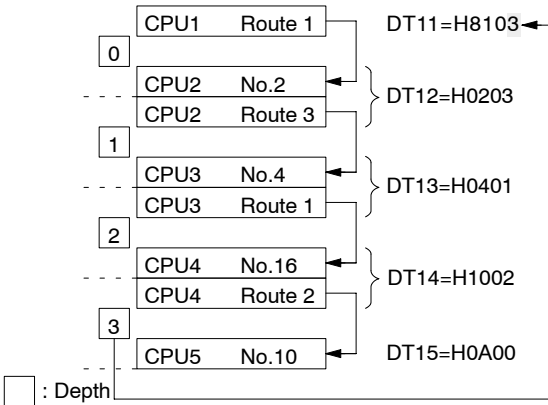 CPU1 Route 1 DT11=H8103
0
CPU2 No.2
DT12=H0203
CPU2 Route 3
1
CPU3 No.4
DT13=H0401
CPU3 Route 1
2
CPU4 No.16
DT14=H1002
CPU4 Route 2
3
CPU5 No.10 DT15=H0A00
: Depth